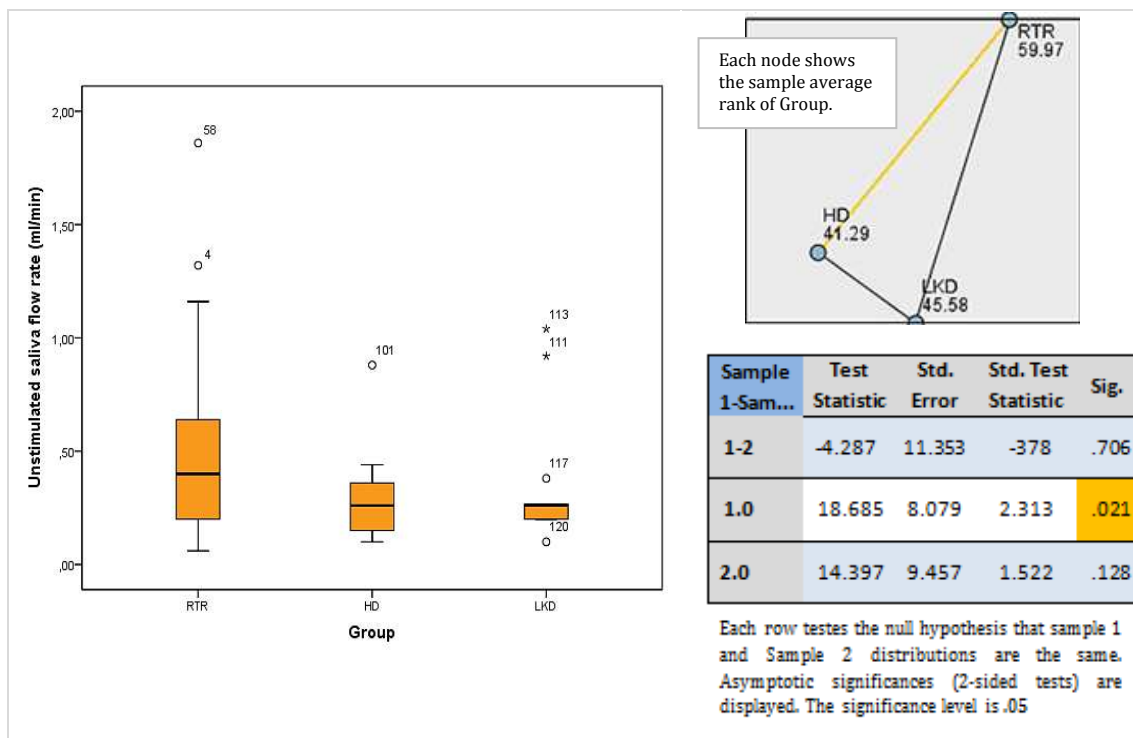 Unstimulated saliva flow rate (ml/min)
2,00
1,50
1,00
,50
,00
58
4
101
113
111
117
120
RTR
HD
LKD
Group
Each node shows
the sample average
rank of Group.
RTR
59.97
HD
41.29
LKD
45.58
Sample 1-Sam... Test Statistic Std. Error Std. Test Statistic Sig.
1-2 -4.287 11.353 -378 .706
1.0 18.685 8.079 2.313 .021
2.0 14.397 9.457 1.522 .128
Each row testes the null hypothesis that sample 1
and Sample 2 distributions are the same.
Asymptotic significances (2-sided tests) are
displayed. The significance level is .05